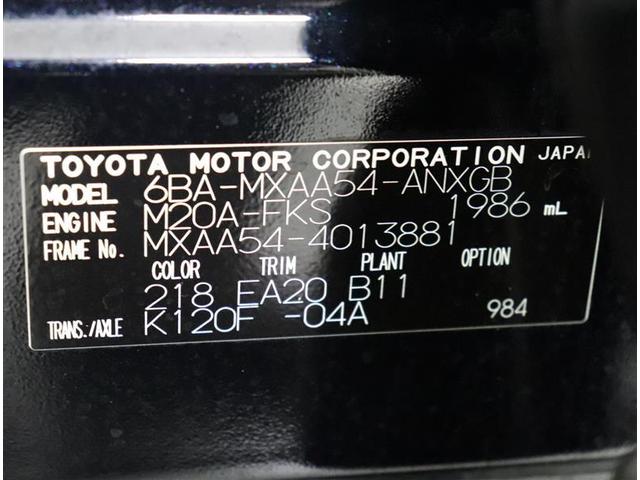 TOYOTA MOTOR CORPORATION JAPAN
MODEL 6BA-MXAA54-ANXGB
ENGINE M20A-FKS 1986 mL
FRAME No. MXAA54-4013881
COLOR TRIM PLANT OPTION
218 EA20 B11
TRANS./AXLE K120F -04A 984